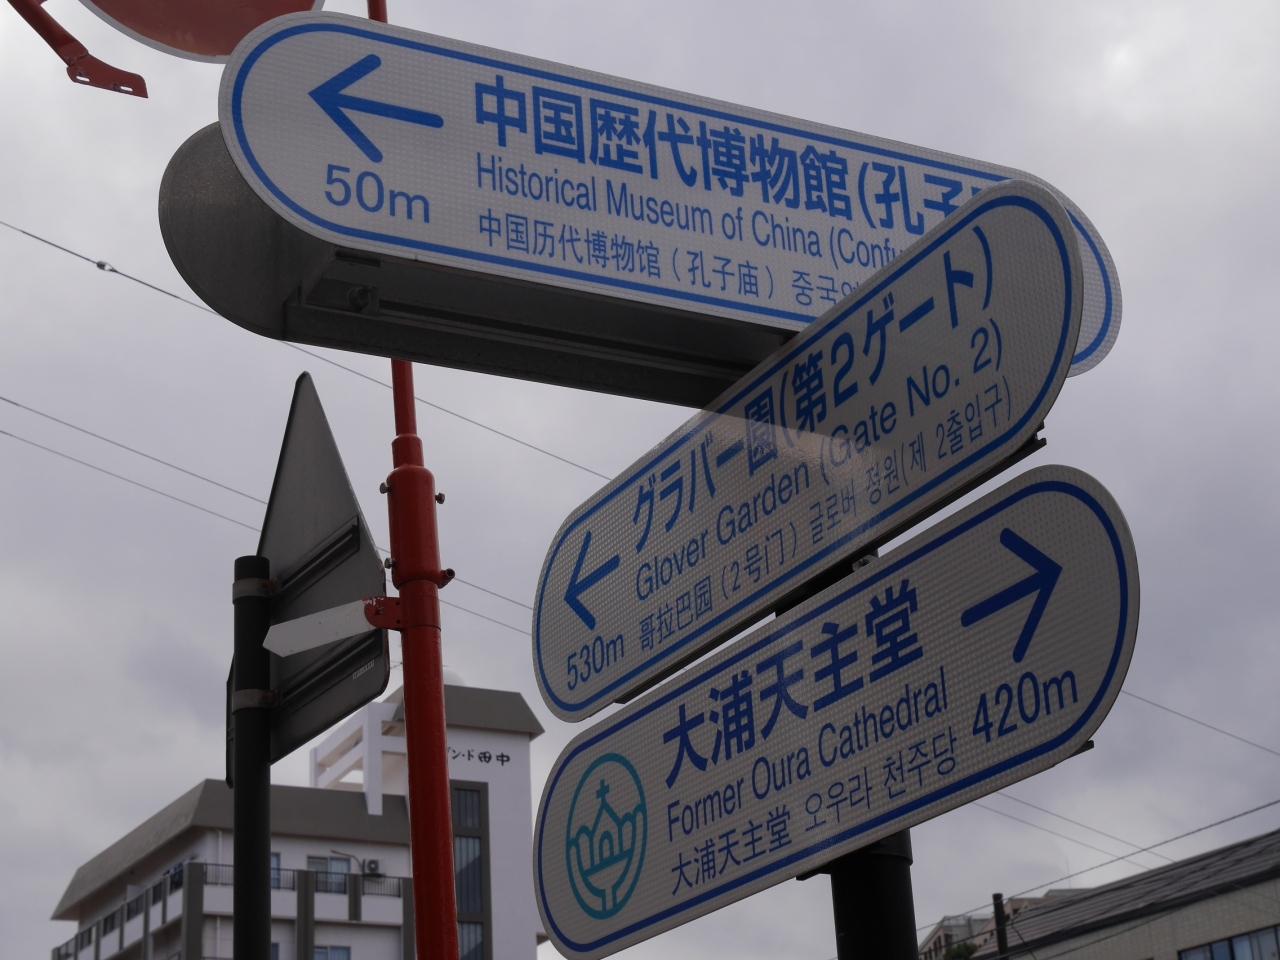 中国歴代博物館(孔子
50m
Historical Museum of China (Confu
中国历代博物馆(孔子庙) 중국
グラバー園(第2ゲート)
Glover Garden (Gate No. 2)
530m 哥拉巴园(2号门) 글로버 정원(제 2출입구)
大浦天主堂
Former Oura Cathedral 420m
大浦天主堂 오우라 천주당
田中